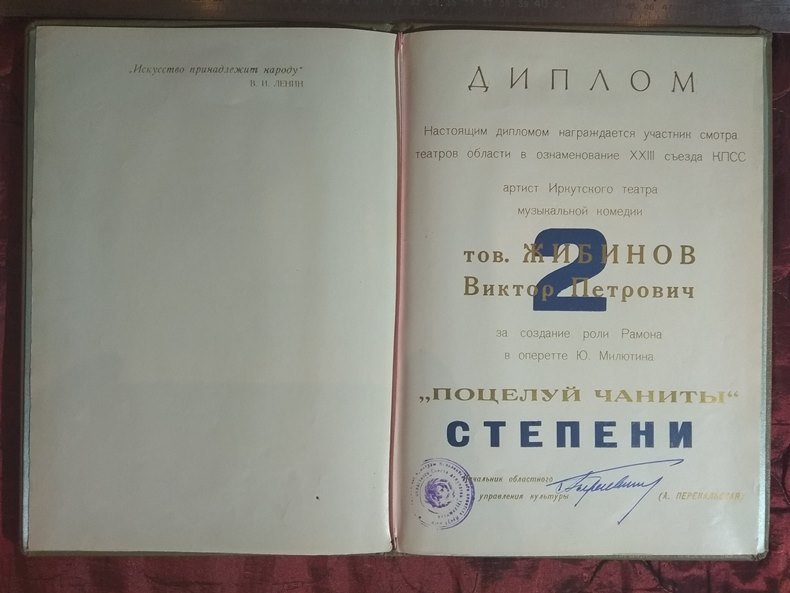 „Искусство принадлежит народу"
В. И. ЛЕНИН
ДИПЛОМ
Настоящим дипломом награждается участник смотра
театров области в ознаменование XXIII съезда КПСС
артист Иркутского театра
музыкальной комедии
2
тов. ЖИБИНОВ
Виктор Петрович
за создание роли Рамона
в оперетте Ю. Милютина
„ПОЦЕЛУЙ ЧАНИТЫ"
СТЕПЕНИ
Начальник областного
управления культуры
(А. ПЕРЕВАЛЬСКАЯ)